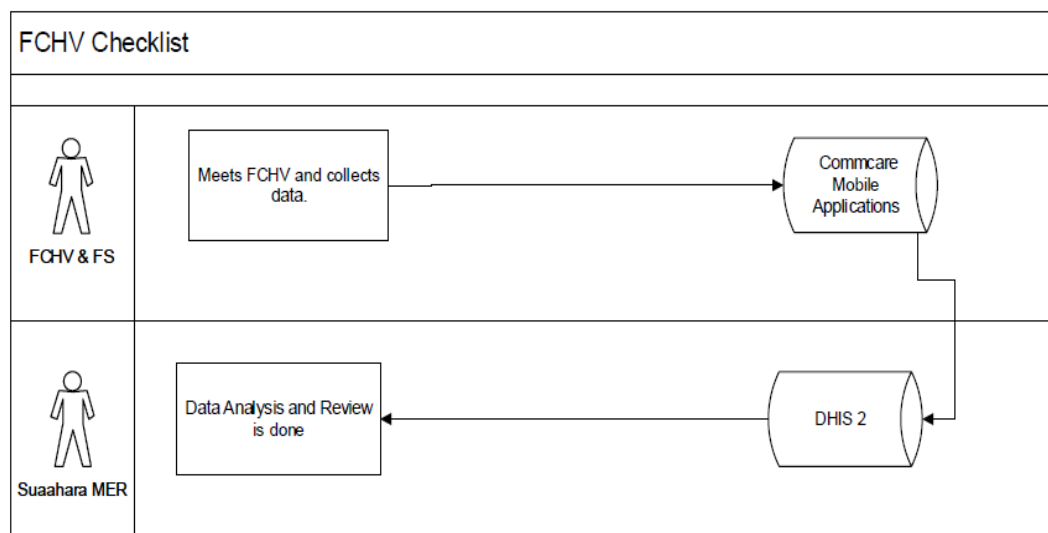 FCHV Checklist
Meets FCHV and collects
data.
Commcare
Mobile
Applications
FCHV & FS
Data Analysis and Review
is done
DHIS 2
Suaahara MER